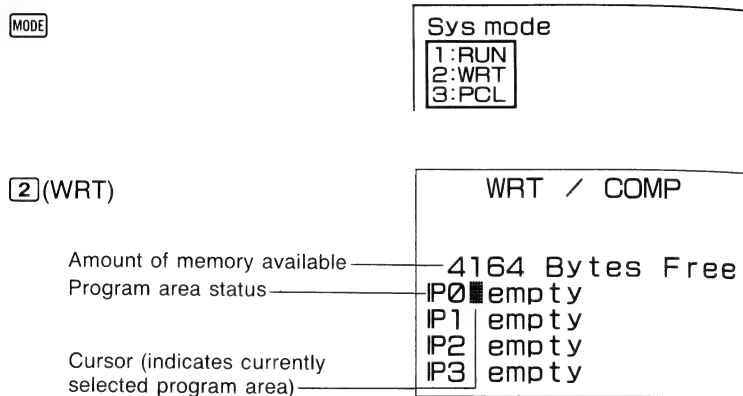 MODE
Sys mode
1:RUN
2:WRT
3:PCL
2 (WRT)
WRT / COMP
Amount of memory available
4164 Bytes Free
Program area status
P0 empty
P1 empty
P2 empty
Cursor (indicates currently
selected program area)
P3 empty